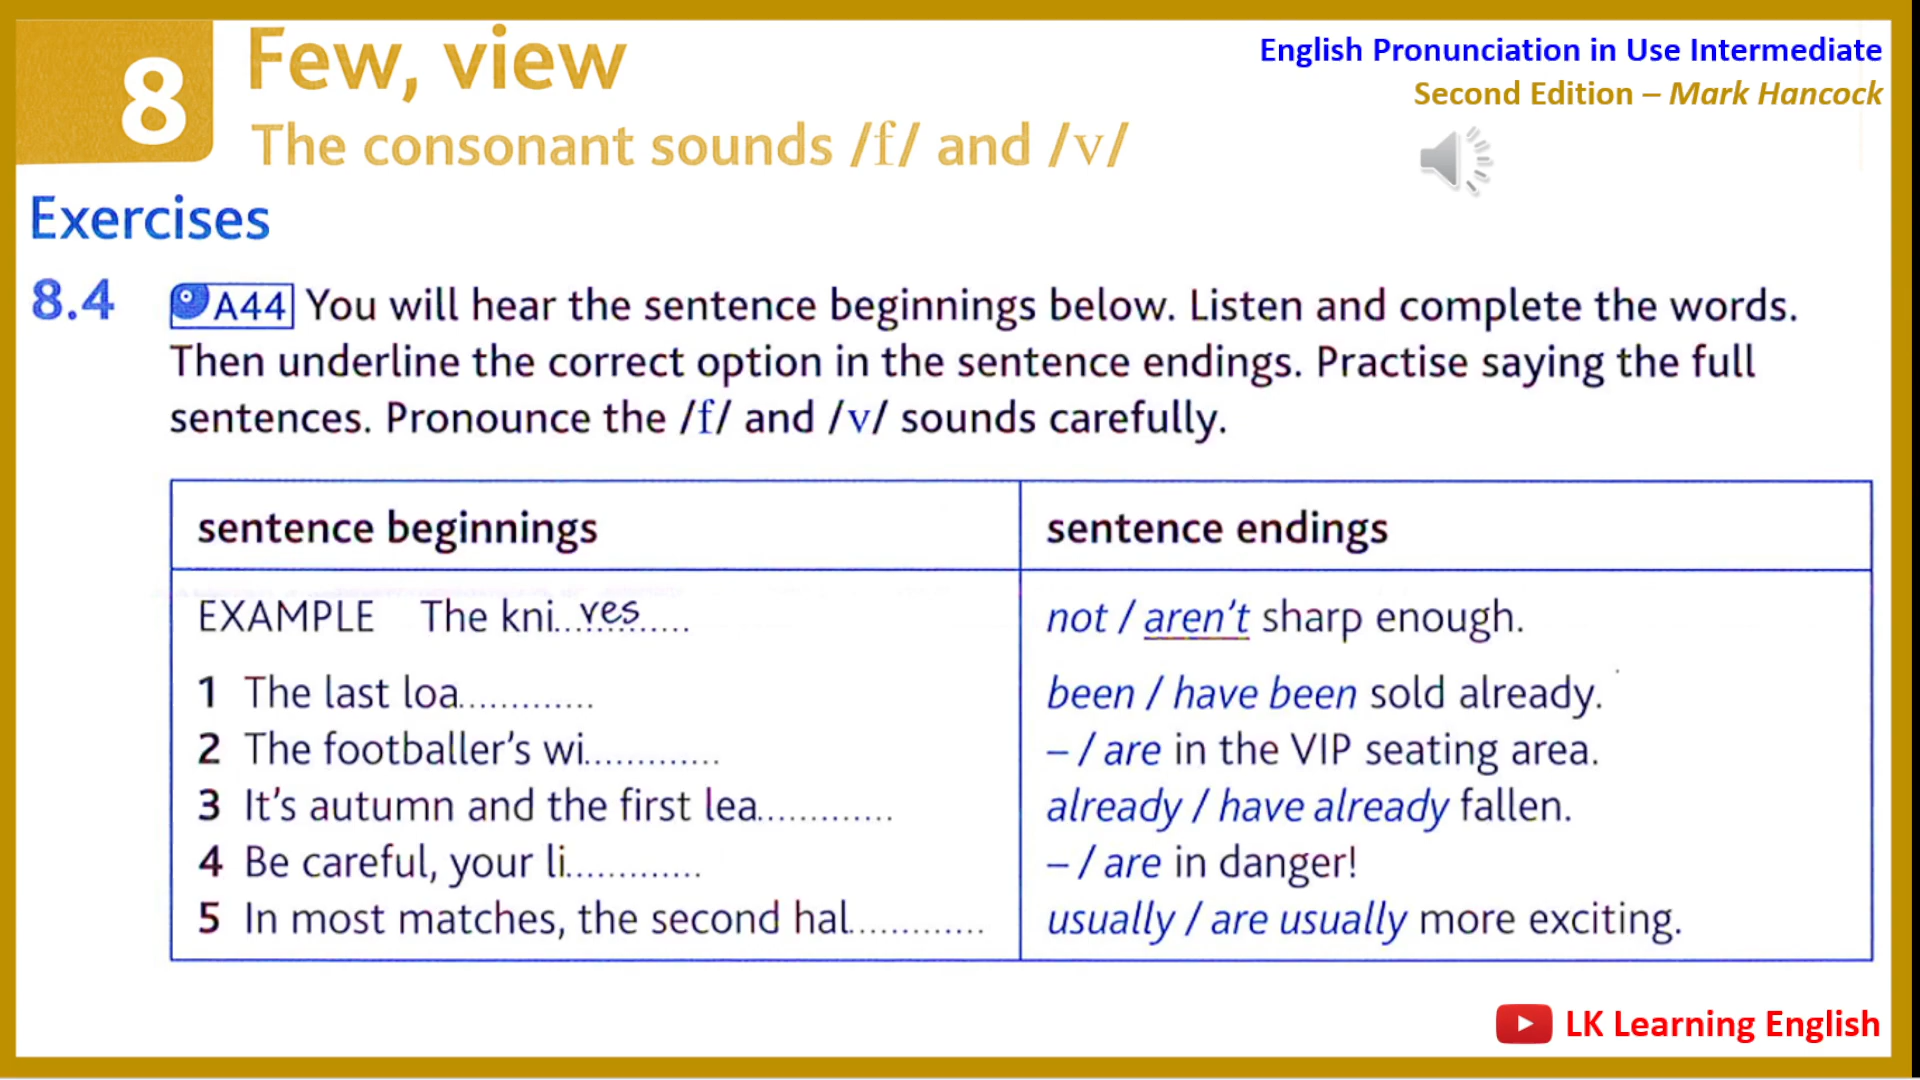 8
Few, view
The consonant sounds /f/ and /v/
English Pronunciation in Use Intermediate
Second Edition – Mark Hancock
Exercises
8.4 A44 You will hear the sentence beginnings below. Listen and complete the words.
Then underline the correct option in the sentence endings. Practise saying the full
sentences. Pronounce the /f/ and /v/ sounds carefully.
sentence beginnings sentence endings
EXAMPLE The kni...ves...... not / aren't sharp enough.
1 The last loa............. been / have been sold already.
2 The footballer's wi............. – / are in the VIP seating area.
3 It's autumn and the first lea............. already / have already fallen.
4 Be careful, your li............. – / are in danger!
5 In most matches, the second hal............. usually / are usually more exciting.
LK Learning English